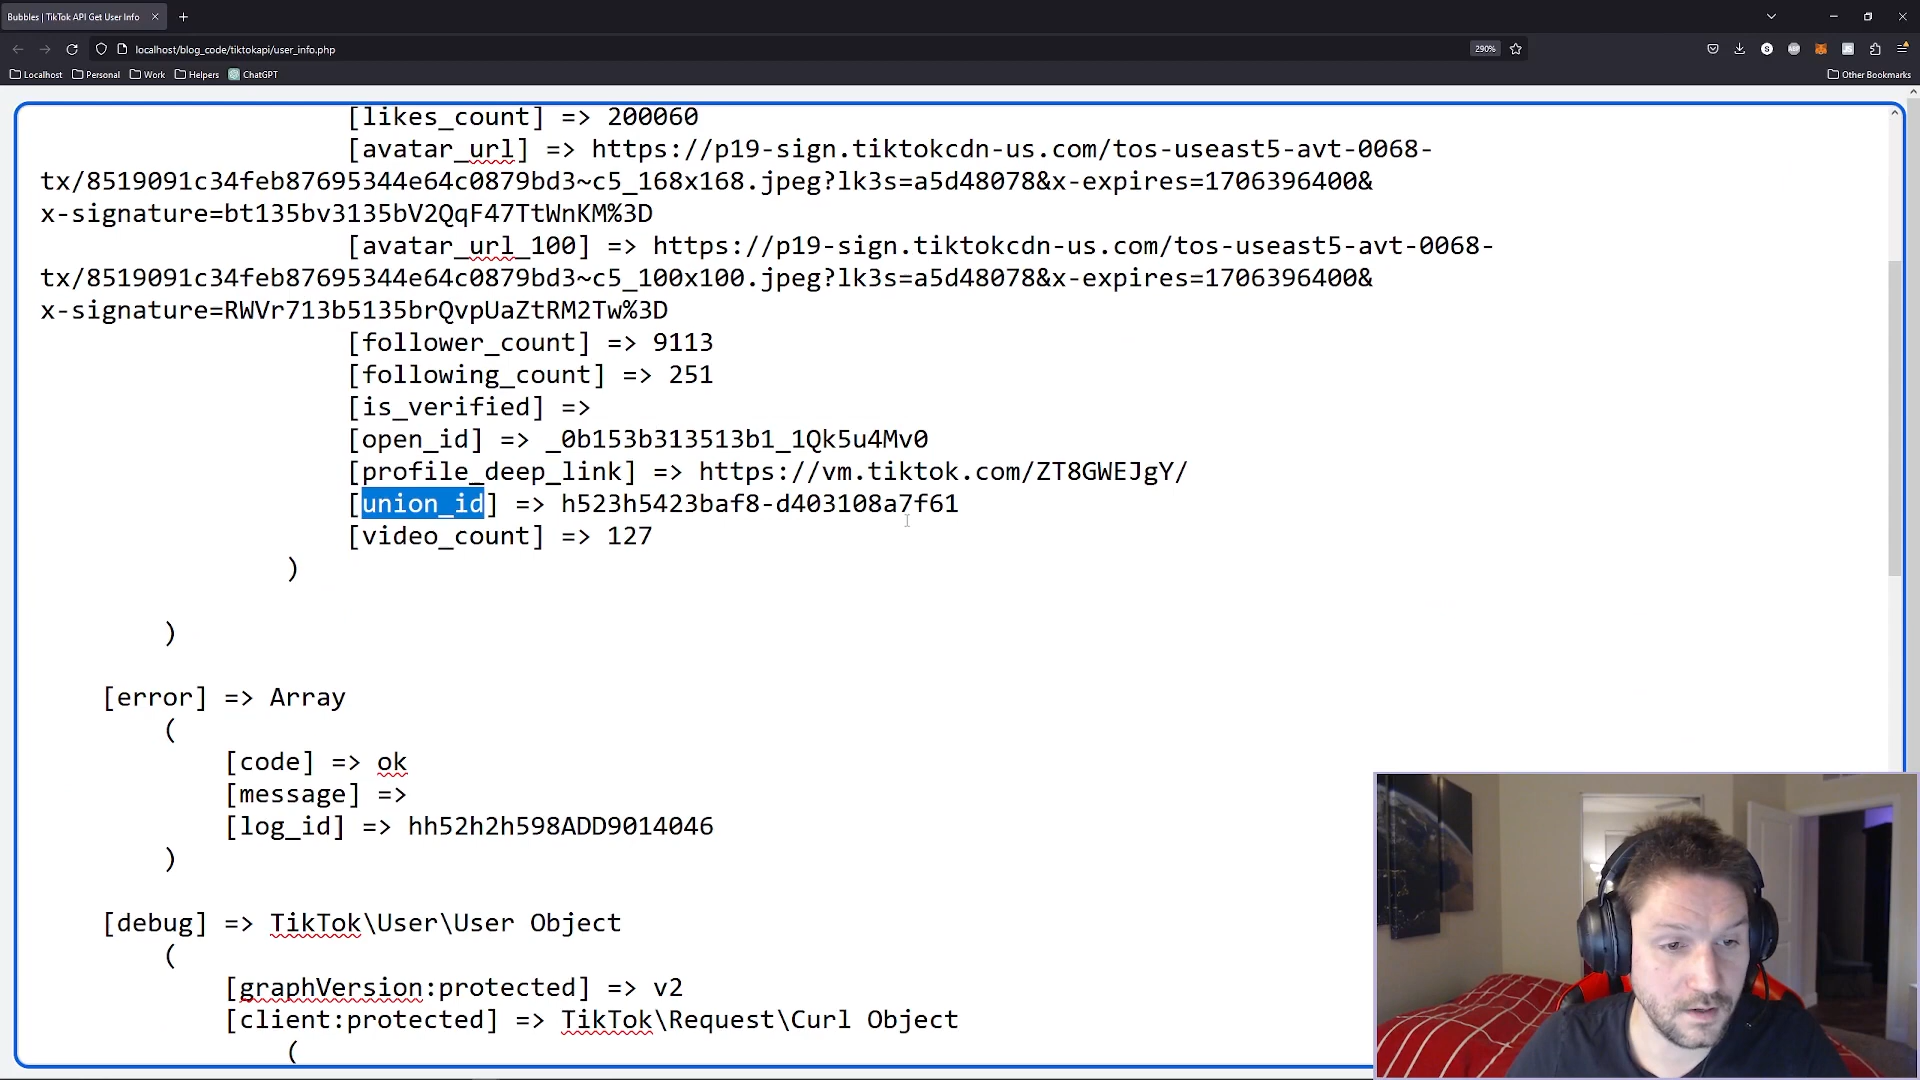 Bubbles | TikTok API Get User Info
localhost/blog_code/tiktokapi/user_info.php
290%
Localhost
Personal
Work
Helpers
ChatGPT
Other Bookmarks
[likes_count] => 200060
[avatar_url] => https://p19-sign.tiktokcdn-us.com/tos-useast5-avt-0068-
tx/8519091c34feb87695344e64c0879bd3~c5_168x168.jpeg?lk3s=a5d48078&x-expires=1706396400&
x-signature=bt135bv3135bV2QqF47TtWnKM%3D
[avatar_url_100] => https://p19-sign.tiktokcdn-us.com/tos-useast5-avt-0068-
tx/8519091c34feb87695344e64c0879bd3~c5_100x100.jpeg?lk3s=a5d48078&x-expires=1706396400&
x-signature=RWVr713b5135brQvpUaZtRM2Tw%3D
[follower_count] => 9113
[following_count] => 251
[is_verified] =>
[open_id] => _0b153b313513b1_1Qk5u4Mv0
[profile_deep_link] => https://vm.tiktok.com/ZT8GWEJgY/
[union_id] => h523h5423baf8-d403108a7f61
[video_count] => 127
)
)
[error] => Array
(
[code] => ok
[message] =>
[log_id] => hh52h2h598ADD9014046
)
[debug] => TikTok\User\User Object
(
[graphVersion:protected] => v2
[client:protected] => TikTok\Request\Curl Object
(